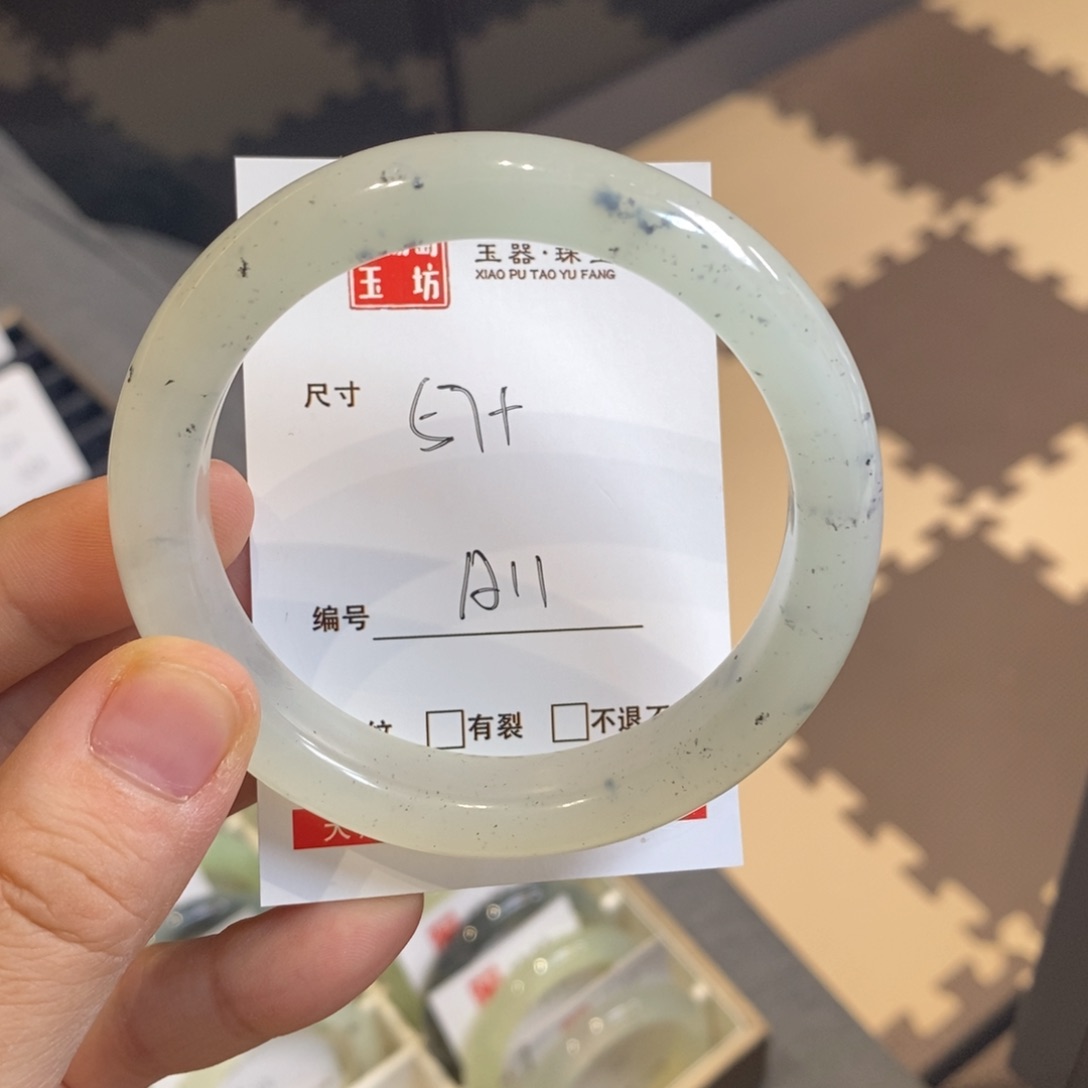 玉坊
玉器·珠
XIAO PU TAO YU FANG
尺寸 57+
编号 A11
□有裂 □不退